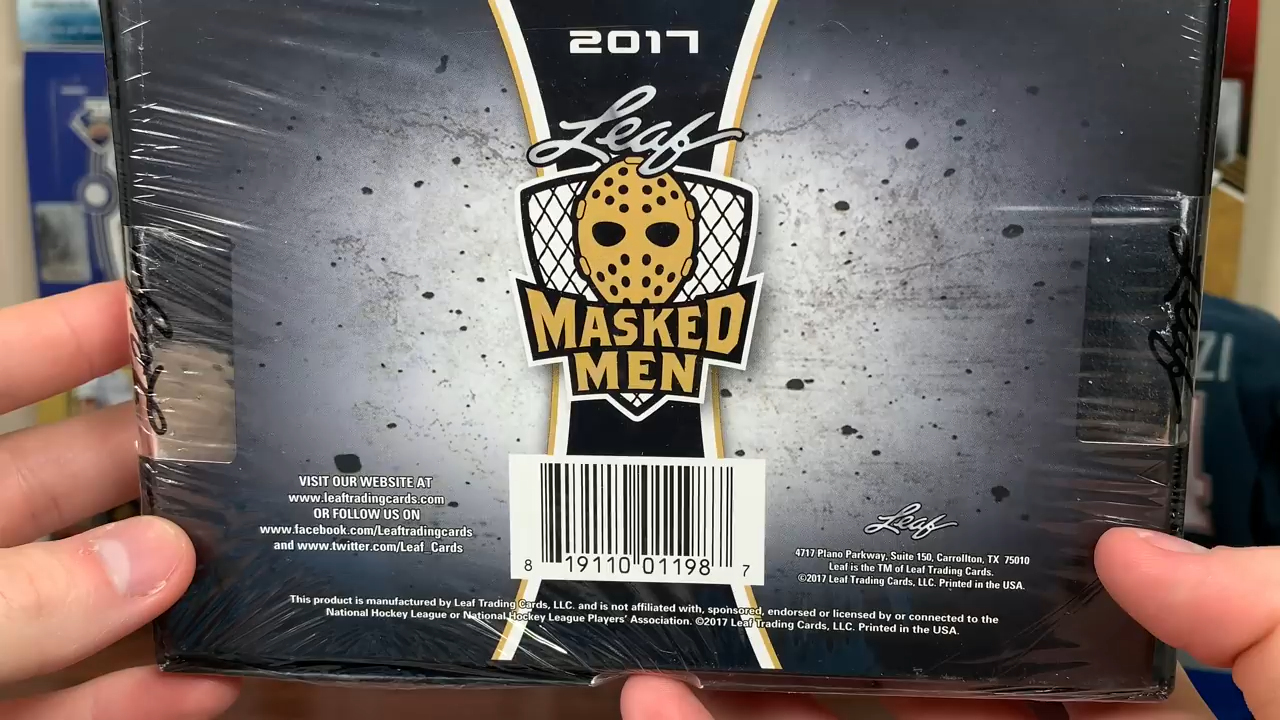 2017
Leaf
MASKED
MEN
VISIT OUR WEBSITE AT
www.leaftradingcards.com
OR FOLLOW US ON
www.facebook.com/Leaftradingcards
and www.twitter.com/Leaf_Cards
8 19110 01198 7
Leaf
4717 Plano Parkway, Suite 150, Carrollton, TX 75010
Leaf is the TM of Leaf Trading Cards.
©2017 Leaf Trading Cards, LLC. Printed in the USA.
This product is manufactured by Leaf Trading Cards, LLC. and is not affiliated with, sponsored, endorsed or licensed by or connected to the
National Hockey League or National Hockey League Players' Association. ©2017 Leaf Trading Cards, LLC. Printed in the USA.
Leaf
Leaf
ZI